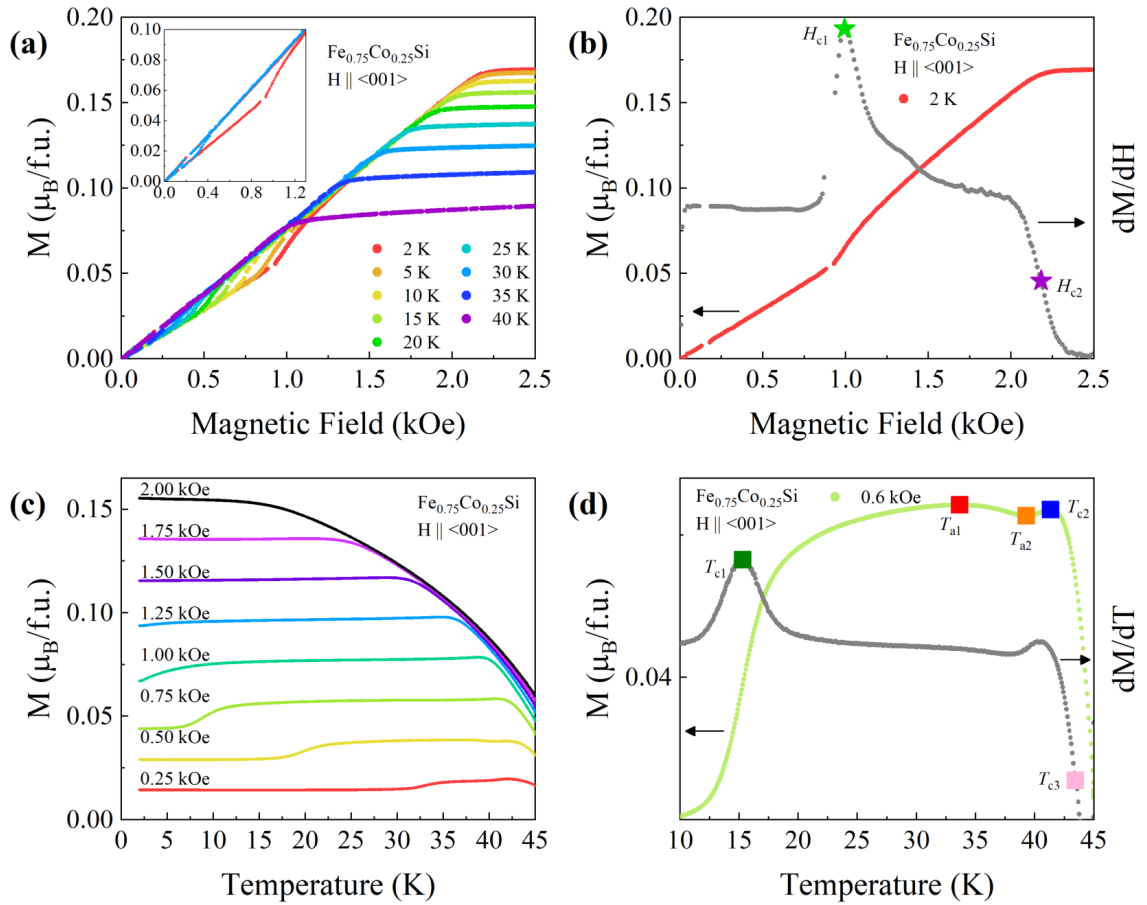 (a)
0.20
0.15
0.10
0.05
0.00
M (μB/f.u.)
0.10
0.08
0.06
0.04
0.02
0.00
0.0 0.4 0.8 1.2
Fe0.75Co0.25Si
H || <001>
2 K
5 K
10 K
15 K
20 K
25 K
30 K
35 K
40 K
0.0 0.5 1.0 1.5 2.0 2.5
Magnetic Field (kOe)
(b)
0.20
0.15
0.10
0.05
0.00
M (μB/f.u.)
Hc1
Fe0.75Co0.25Si
H || <001>
2 K
Hc2
dM/dH
0.0 0.5 1.0 1.5 2.0 2.5
Magnetic Field (kOe)
(c)
0.15
0.10
0.05
0.00
M (μB/f.u.)
2.00 kOe
1.75 kOe
1.50 kOe
1.25 kOe
1.00 kOe
0.75 kOe
0.50 kOe
0.25 kOe
Fe0.75Co0.25Si
H || <001>
0 5 10 15 20 25 30 35 40 45
Temperature (K)
(d)
0.04
M (μB/f.u.)
Fe0.75Co0.25Si
H || <001>
0.6 kOe
Tc1
Ta1
Ta2
Tc2
Tc3
dM/dT
10 15 20 25 30 35 40 45
Temperature (K)